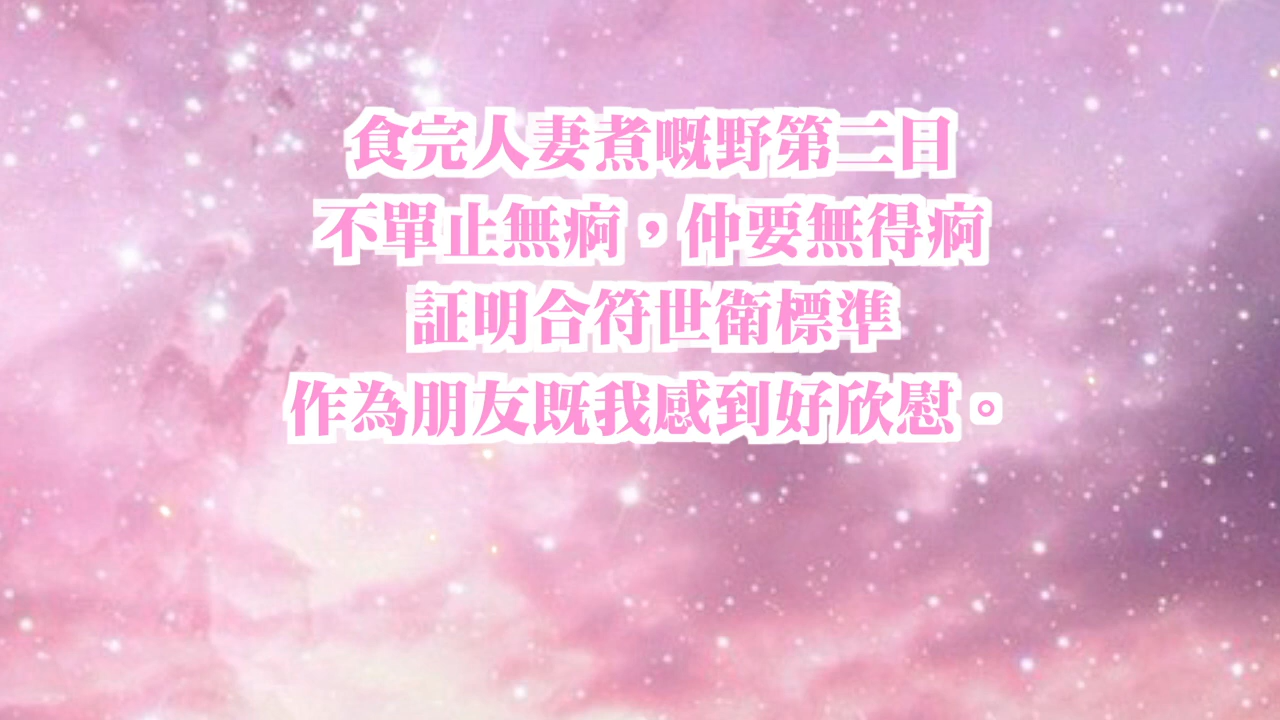 食完人妻煮嘅野第二日
不單止無痾，仲要無得痾
証明合符世衛標準
作為朋友既我感到好欣慰。